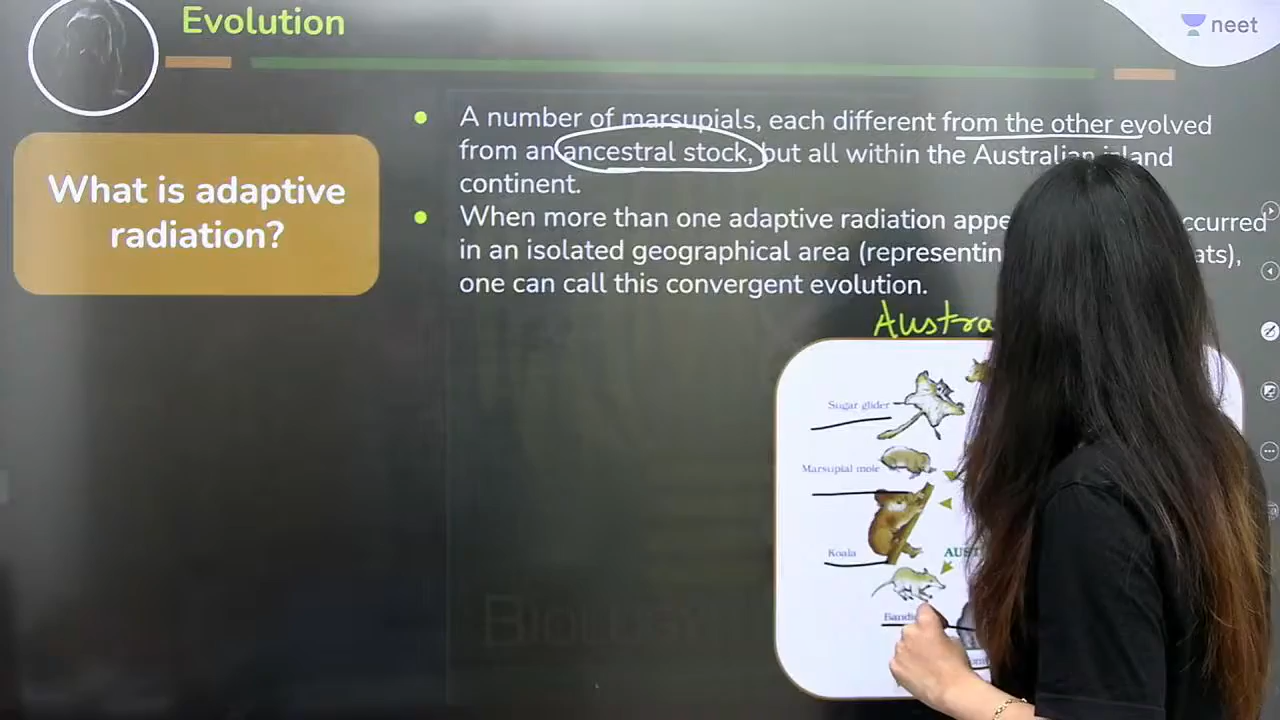 Evolution
neet
What is adaptive
radiation?
A number of marsupials, each different from the other evolved
from an ancestral stock, but all within the Australian island
continent.
When more than one adaptive radiation
in an isolated geographical area
one can call this convergent evolution.
Sugar glider
Marsupial mole
Koala
BIOLOGY